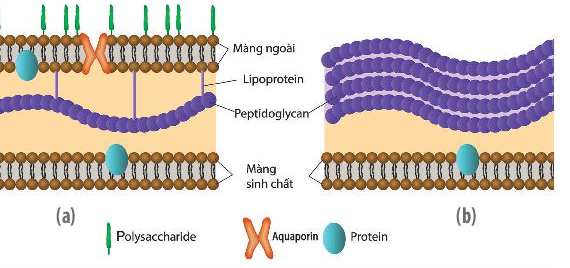 Màng ngoài
Lipoprotein
Peptidoglycan
Màng
sinh chất
(a)
(b)
Polysaccharide
Aquaporin
Protein